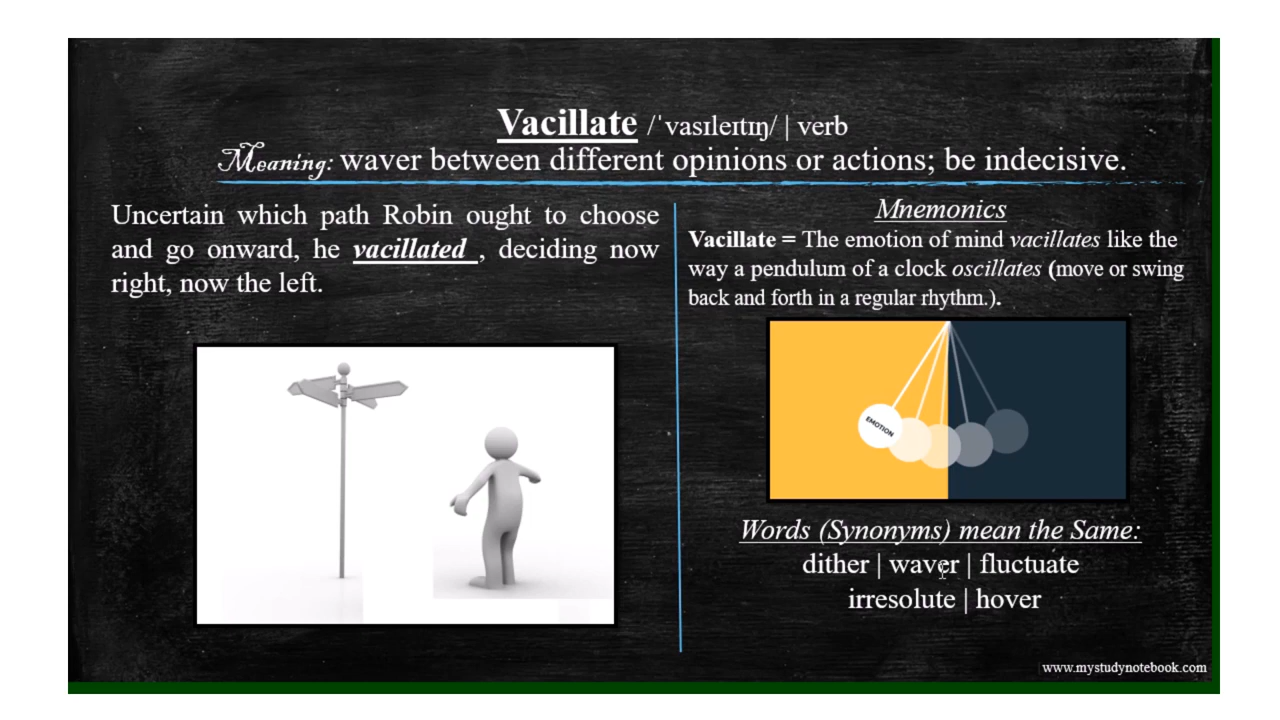 Vacillate /ˈvasɪleɪtɪŋ/ | verb
Meaning: waver between different opinions or actions; be indecisive.
Uncertain which path Robin ought to choose
and go onward, he vacillated , deciding now
right, now the left.
Mnemonics
Vacillate = The emotion of mind vacillates like the
way a pendulum of a clock oscillates (move or swing
back and forth in a regular rhythm.).
EMOTION
Words (Synonyms) mean the Same:
dither | waver | fluctuate
irresolute | hover
www.mystudynotebook.com